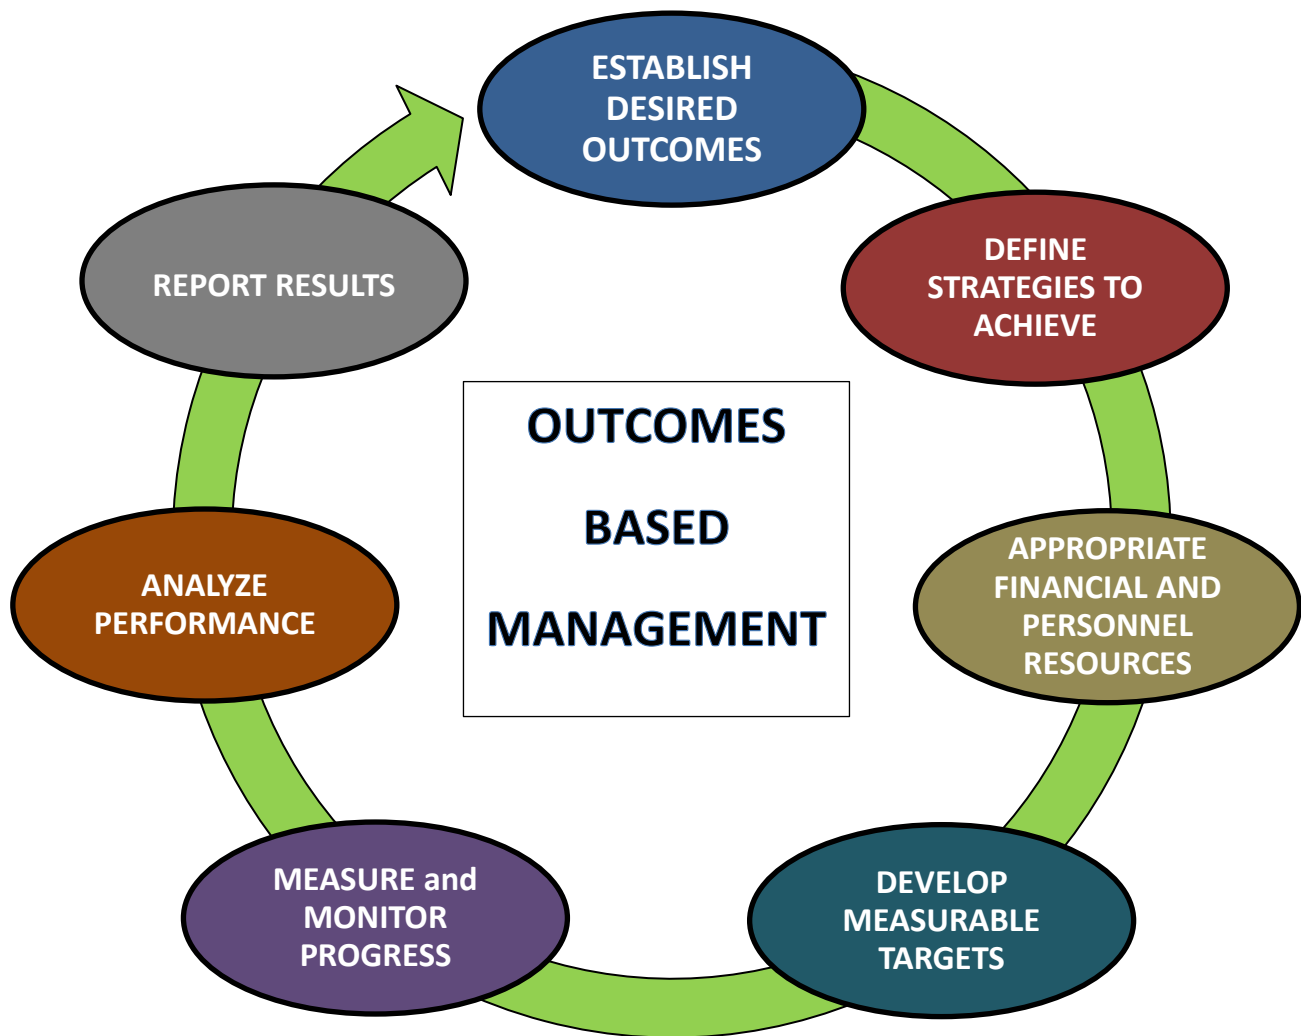 ESTABLISH
DESIRED
OUTCOMES
DEFINE
STRATEGIES TO
ACHIEVE
APPROPRIATE
FINANCIAL AND
PERSONNEL
RESOURCES
DEVELOP
MEASURABLE
TARGETS
MEASURE and
MONITOR
PROGRESS
ANALYZE
PERFORMANCE
REPORT RESULTS
OUTCOMES
BASED
MANAGEMENT